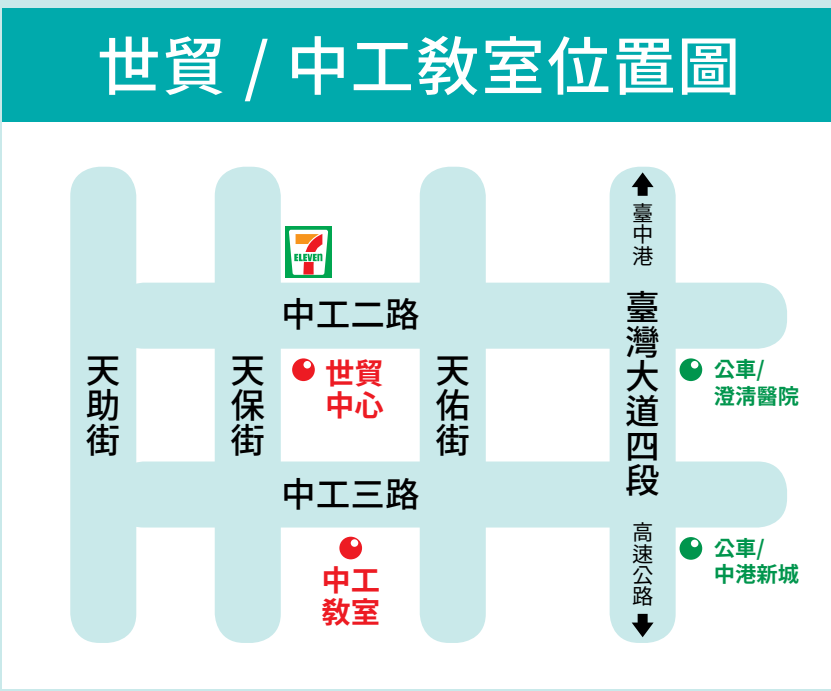 世貿 / 中工教室位置圖
臺中港
7
ELEVEn
中工二路
臺灣大道四段
天助街
天保街
世貿
中心
天佑街
公車/
澄清醫院
中工三路
高速公路
中工
教室
公車/
中港新城